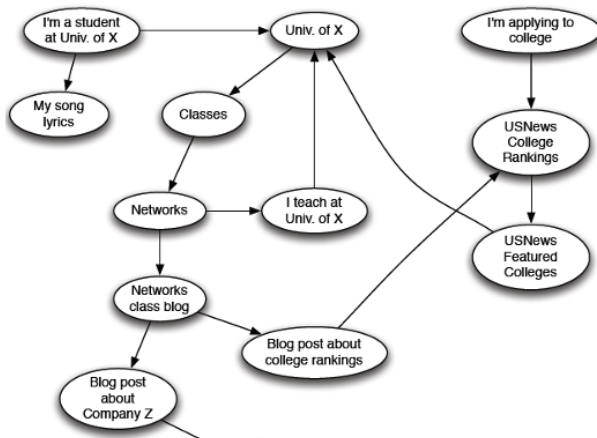 I'm a student
at Univ. of X
Univ. of X
I'm applying to
college
My song
lyrics
Classes
USNews
College
Rankings
Networks
I teach at
Univ. of X
USNews
Featured
Colleges
Networks
class blog
Blog post about
college rankings
Blog post
about
Company Z